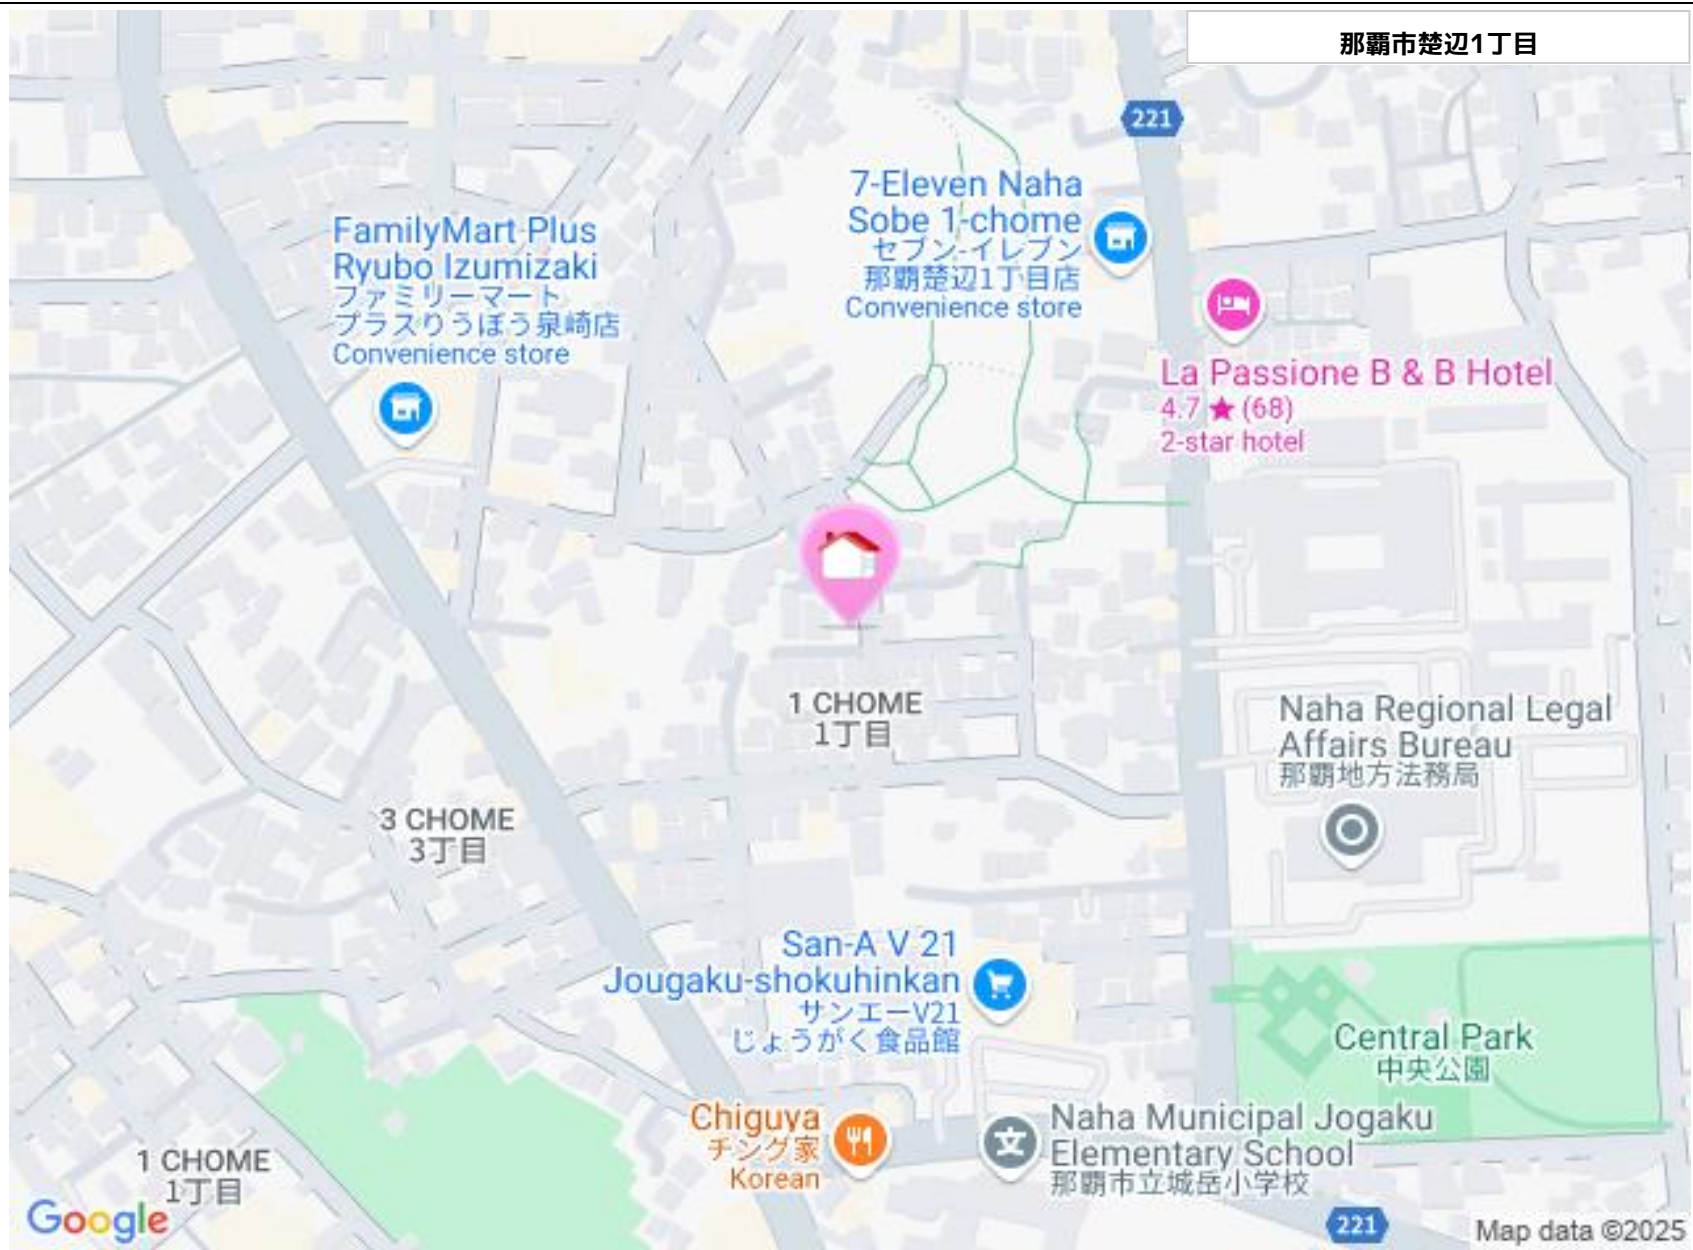 那覇市楚辺1丁目
221
7-Eleven Naha
Sobe 1-chome
セブン-イレブン
那覇楚辺1丁目店
Convenience store
FamilyMart Plus
Ryubo Izumizaki
ファミリーマート
プラスりうぼう泉崎店
Convenience store
La Passione B & B Hotel
4.7 ★ (68)
2-star hotel
1 CHOME
1丁目
Naha Regional Legal
Affairs Bureau
那覇地方法務局
3 CHOME
3丁目
San-A V 21
Jougaku-shokuhinkan
サンエーV21
じょうがく食品館
Central Park
中央公園
Chiguya
チング家
Korean
文
Naha Municipal Jogaku
Elementary School
那覇市立城岳小学校
1 CHOME
1丁目
Google
221
Map data ©2025